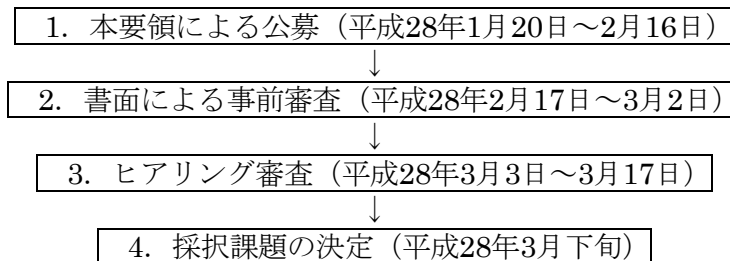 1．本要領による公募（平成28年1月20日～2月16日）
↓
2．書面による事前審査（平成28年2月17日～3月2日）
↓
3．ヒアリング審査（平成28年3月3日～3月17日）
↓
4．採択課題の決定（平成28年3月下旬）